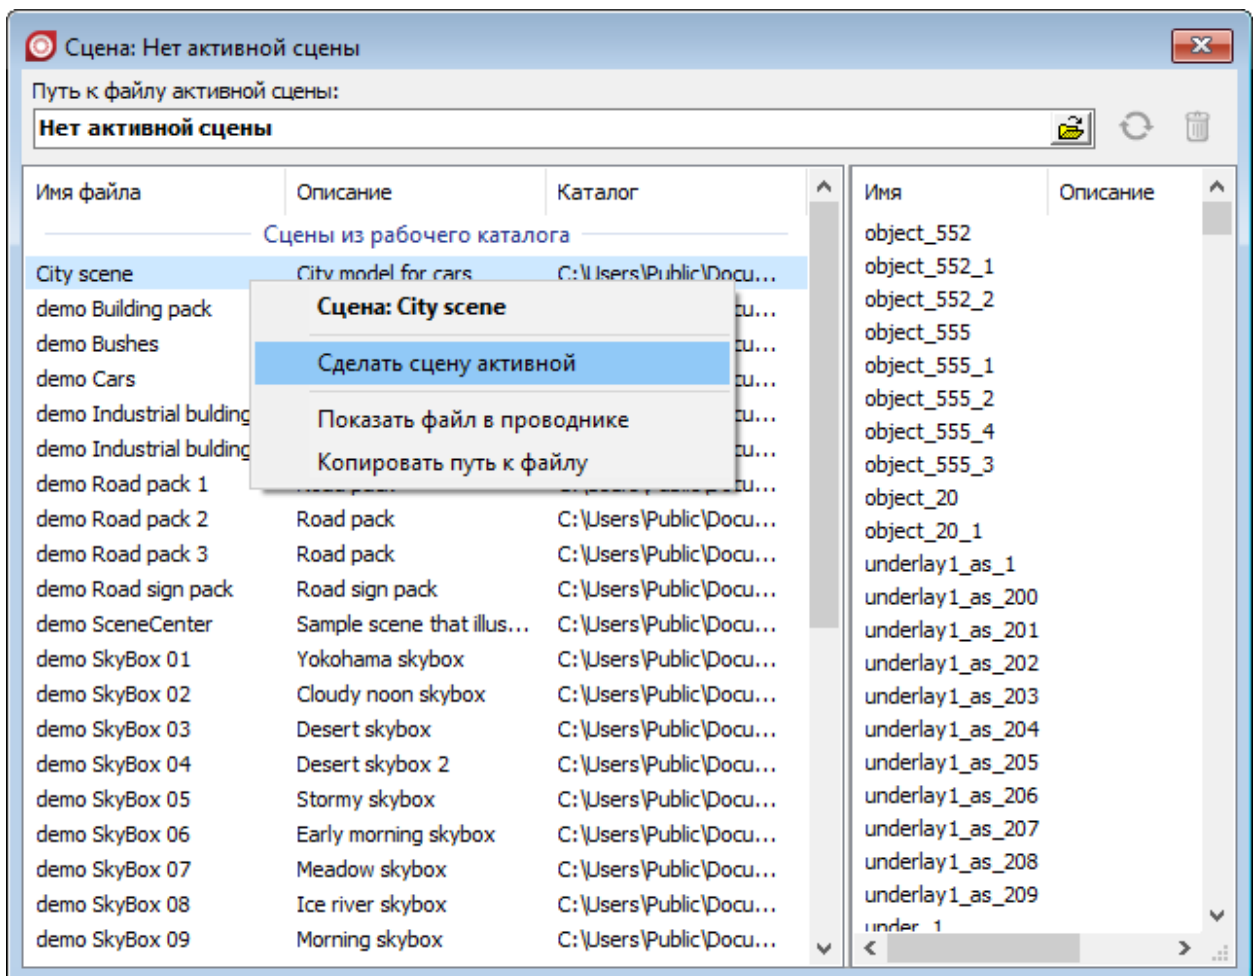 Сцена: Нет активной сцены
Путь к файлу активной сцены:
Нет активной сцены
Имя файла Описание Каталог
Сцены из рабочего каталога
City scene City model for cars C:\Users\Public\Docu...
demo Building pack
demo Bushes
demo Cars
demo Industrial bulding
demo Industrial bulding
demo Road pack 1
demo Road pack 2 Road pack C:\Users\Public\Docu...
demo Road pack 3 Road pack C:\Users\Public\Docu...
demo Road sign pack Road sign pack C:\Users\Public\Docu...
demo SceneCenter Sample scene that illus... C:\Users\Public\Docu...
demo SkyBox 01 Yokohama skybox C:\Users\Public\Docu...
demo SkyBox 02 Cloudy noon skybox C:\Users\Public\Docu...
demo SkyBox 03 Desert skybox C:\Users\Public\Docu...
demo SkyBox 04 Desert skybox 2 C:\Users\Public\Docu...
demo SkyBox 05 Stormy skybox C:\Users\Public\Docu...
demo SkyBox 06 Early morning skybox C:\Users\Public\Docu...
demo SkyBox 07 Meadow skybox C:\Users\Public\Docu...
demo SkyBox 08 Ice river skybox C:\Users\Public\Docu...
demo SkyBox 09 Morning skybox C:\Users\Public\Docu...
Сцена: City scene
Сделать сцену активной
Показать файл в проводнике
Копировать путь к файлу
Имя Описание
object_552
object_552_1
object_552_2
object_555
object_555_1
object_555_2
object_555_4
object_555_3
object_20
object_20_1
underlay1_as_1
underlay1_as_200
underlay1_as_201
underlay1_as_202
underlay1_as_203
underlay1_as_204
underlay1_as_205
underlay1_as_206
underlay1_as_207
underlay1_as_208
underlay1_as_209
under_1